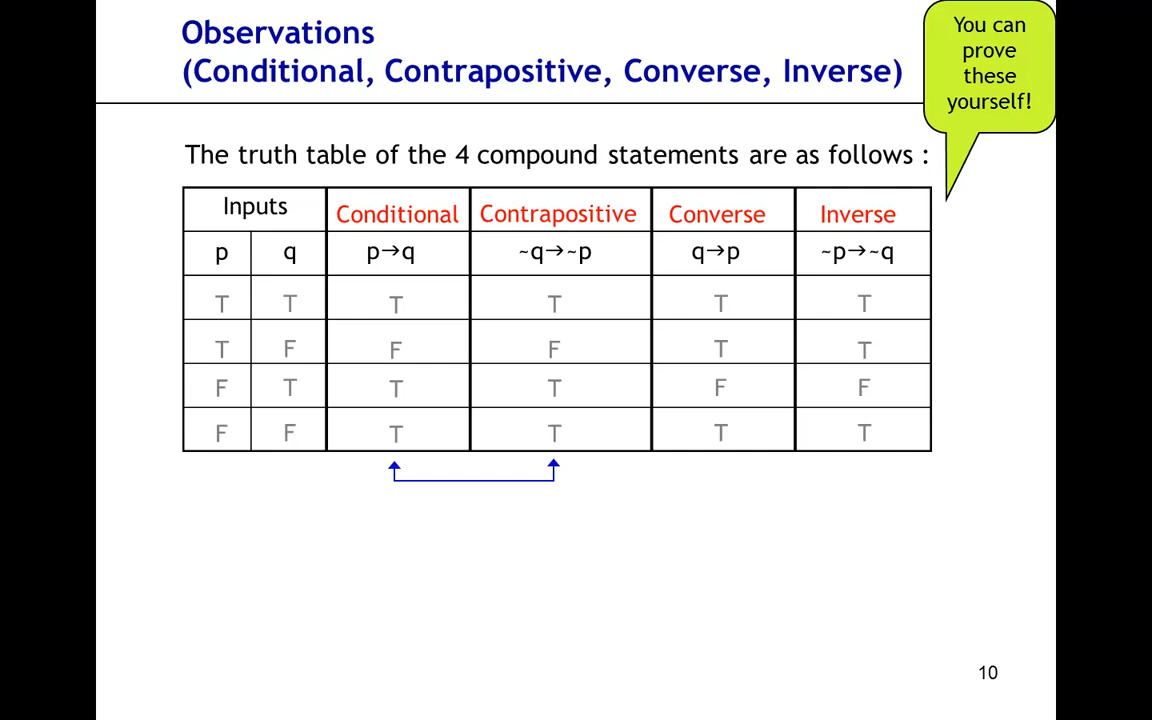 Observations
(Conditional, Contrapositive, Converse, Inverse)
You can
prove
these
yourself!
The truth table of the 4 compound statements are as follows :
Inputs Conditional Contrapositive Converse Inverse
p q p→q ~q→~p q→p ~p→~q
T T T T T T
T F F F T T
F T T T F F
F F T T T T
10